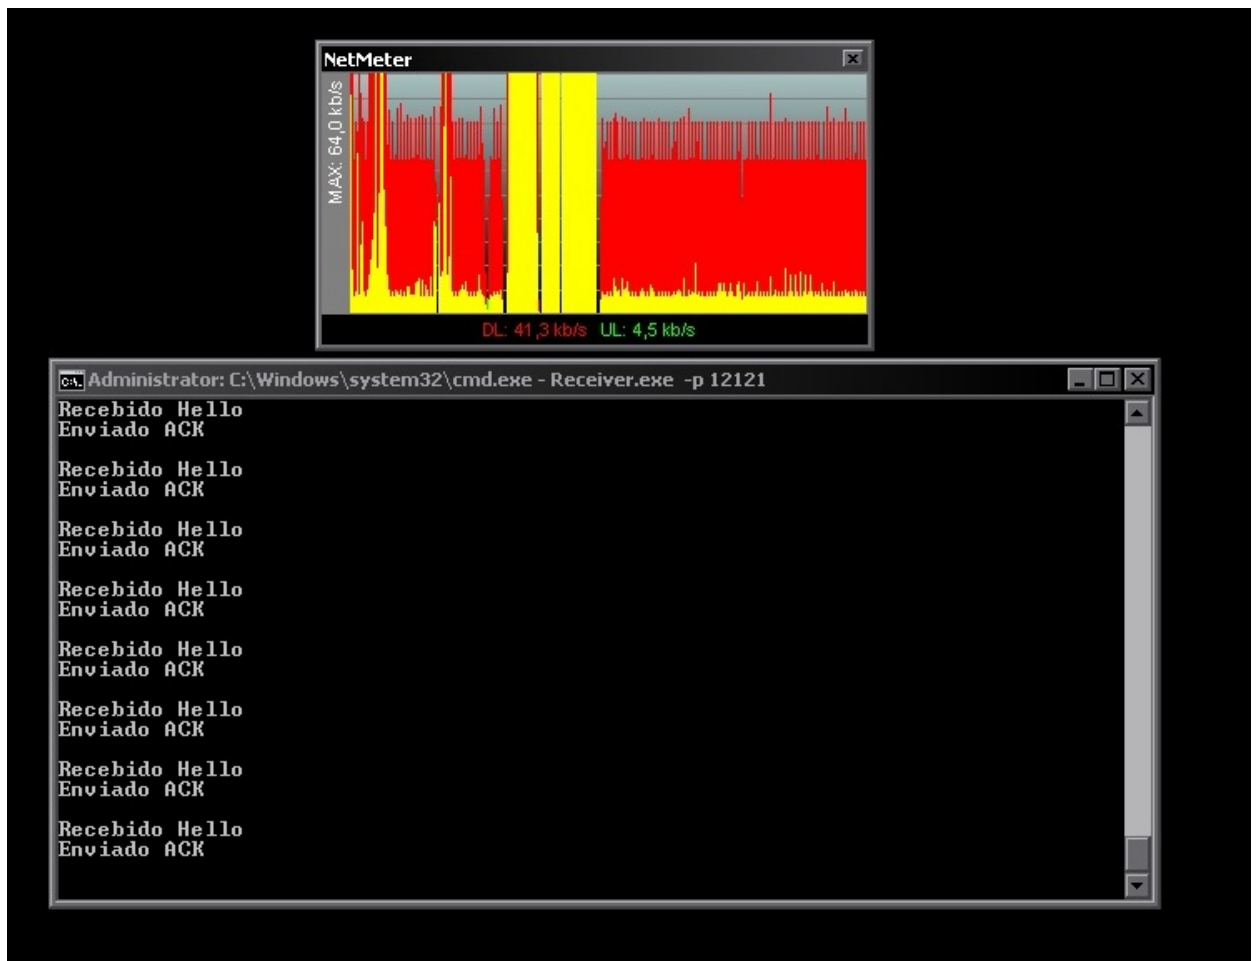 NetMeter
MAX: 64,0 kb/s
DL: 41,3 kb/s UL: 4,5 kb/s
Administrator: C:\Windows\system32\cmd.exe - Receiver.exe -p 12121
Recebido Hello
Enviado ACK
Recebido Hello
Enviado ACK
Recebido Hello
Enviado ACK
Recebido Hello
Enviado ACK
Recebido Hello
Enviado ACK
Recebido Hello
Enviado ACK
Recebido Hello
Enviado ACK
Recebido Hello
Enviado ACK